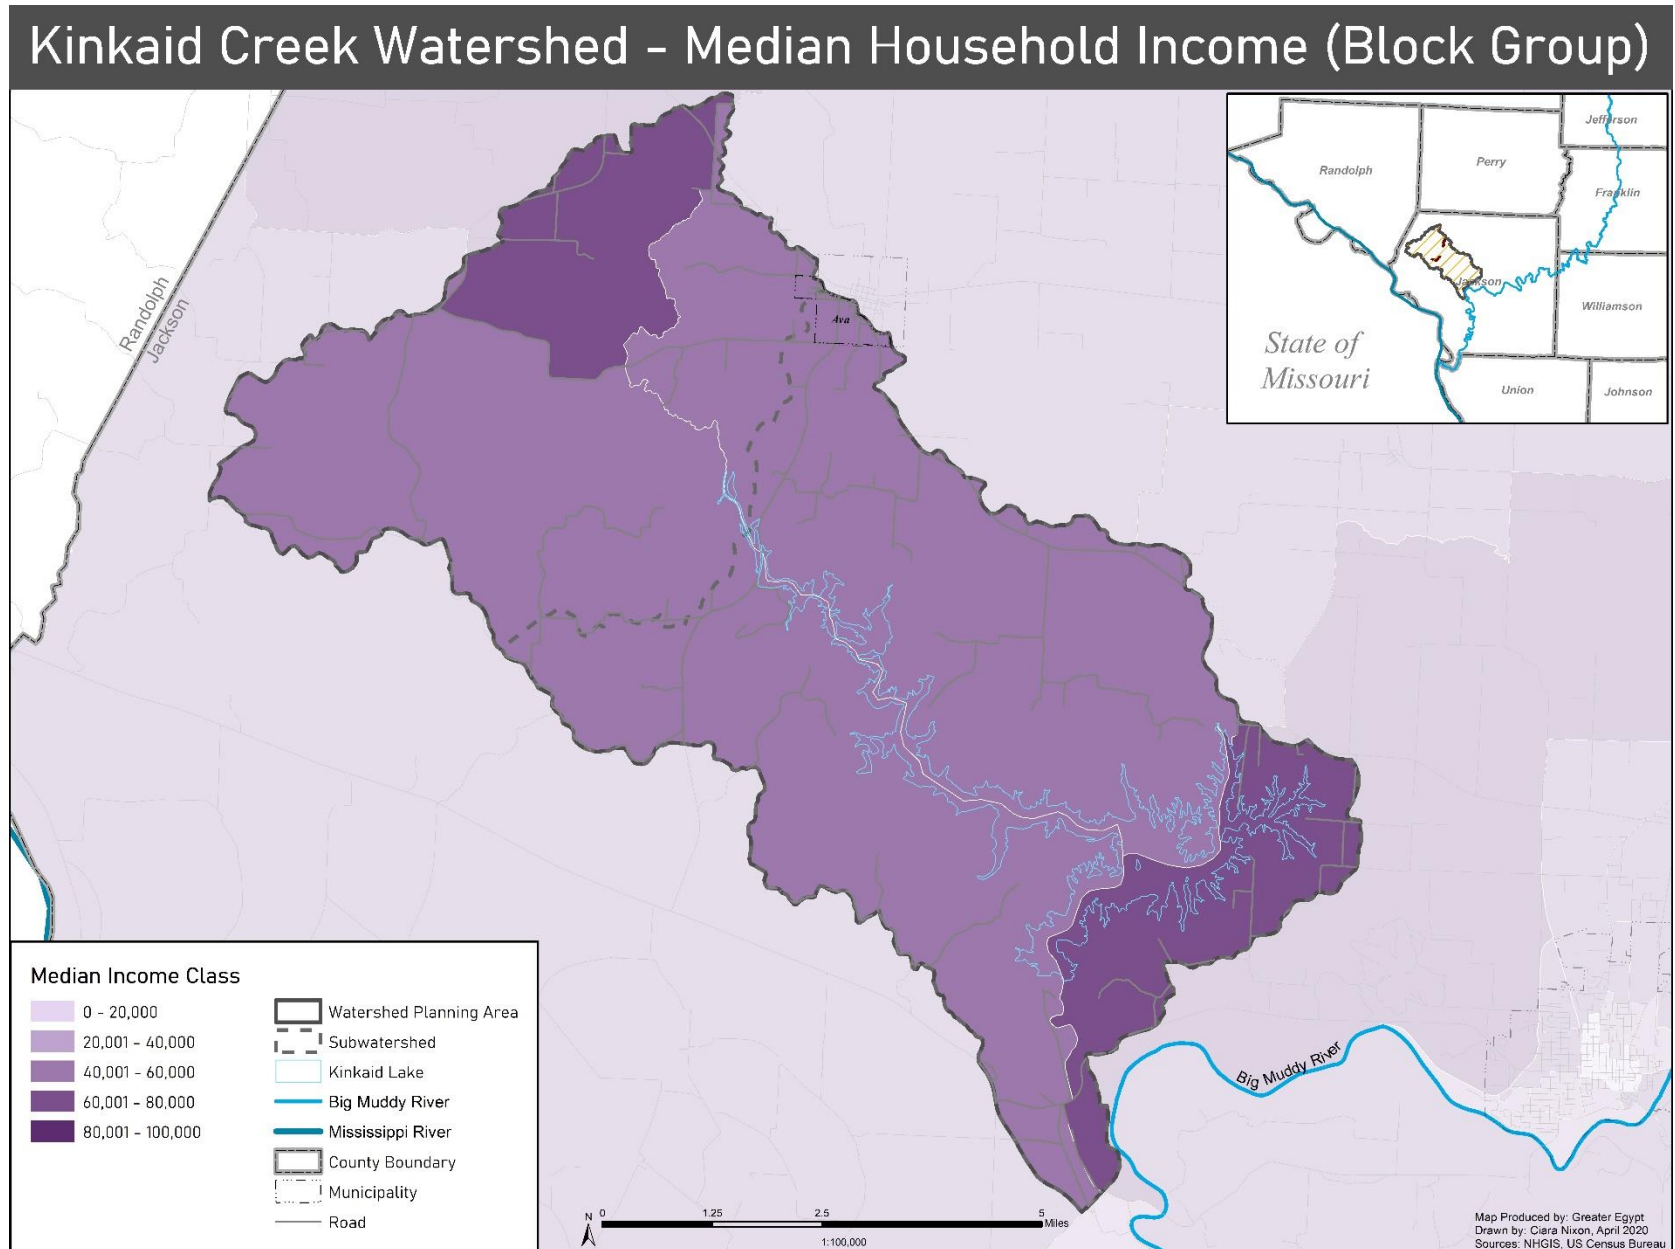 Kinkaid Creek Watershed - Median Household Income (Block Group)
Randolph
Jackson
Ava
Jefferson
Randolph
Perry
Franklin
Jackson
Williamson
State of
Missouri
Union
Johnson
Big Muddy River
Median Income Class
0 - 20,000
20,001 - 40,000
40,001 - 60,000
60,001 - 80,000
80,001 - 100,000
Watershed Planning Area
Subwatershed
Kinkaid Lake
Big Muddy River
Mississippi River
County Boundary
Municipality
Road
N
0 1.25 2.5 5
Miles
1:100,000
Map Produced by: Greater Egypt
Drawn by: Ciara Nixon, April 2020
Sources: NHGIS, US Census Bureau